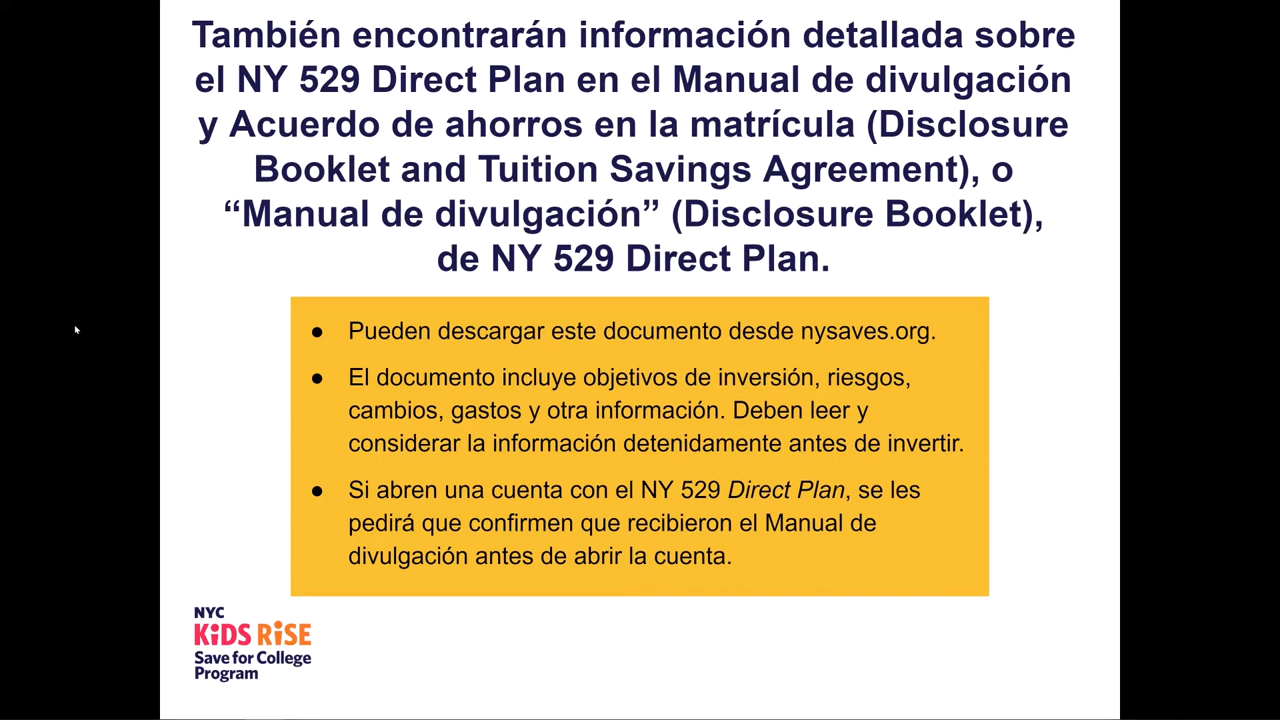 También encontrarán información detallada sobre
el NY 529 Direct Plan en el Manual de divulgación
y Acuerdo de ahorros en la matrícula (Disclosure
Booklet and Tuition Savings Agreement), o
“Manual de divulgación” (Disclosure Booklet),
de NY 529 Direct Plan.
● Pueden descargar este documento desde nysaves.org.
● El documento incluye objetivos de inversión, riesgos,
cambios, gastos y otra información. Deben leer y
considerar la información detenidamente antes de invertir.
● Si abren una cuenta con el NY 529 Direct Plan, se les
pedirá que confirmen que recibieron el Manual de
divulgación antes de abrir la cuenta.
NYC
KiDS RiSE
Save for College
Program